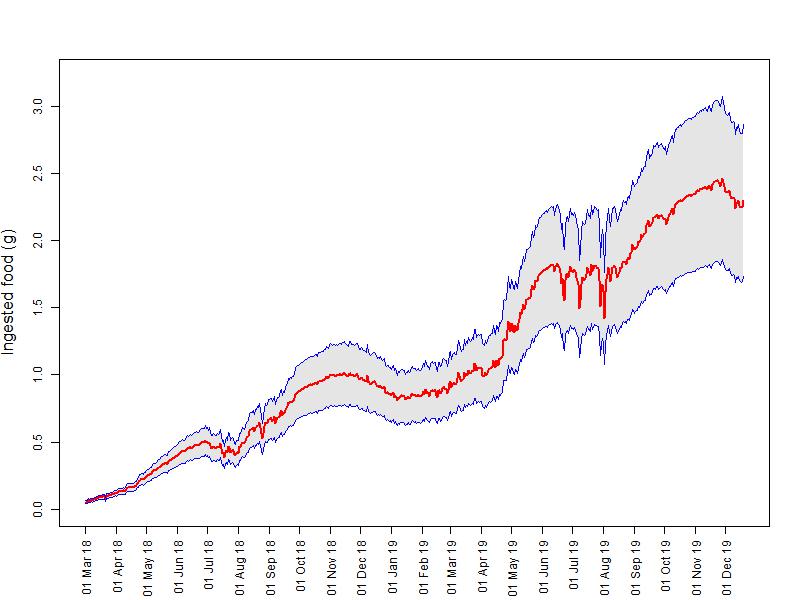 Ingested food (g)
3.0
2.5
2.0
1.5
1.0
0.5
0.0
01 Mar 18
01 Apr 18
01 May 18
01 Jun 18
01 Jul 18
01 Aug 18
01 Sep 18
01 Oct 18
01 Nov 18
01 Dec 18
01 Jan 19
01 Feb 19
01 Mar 19
01 Apr 19
01 May 19
01 Jun 19
01 Jul 19
01 Aug 19
01 Sep 19
01 Oct 19
01 Nov 19
01 Dec 19